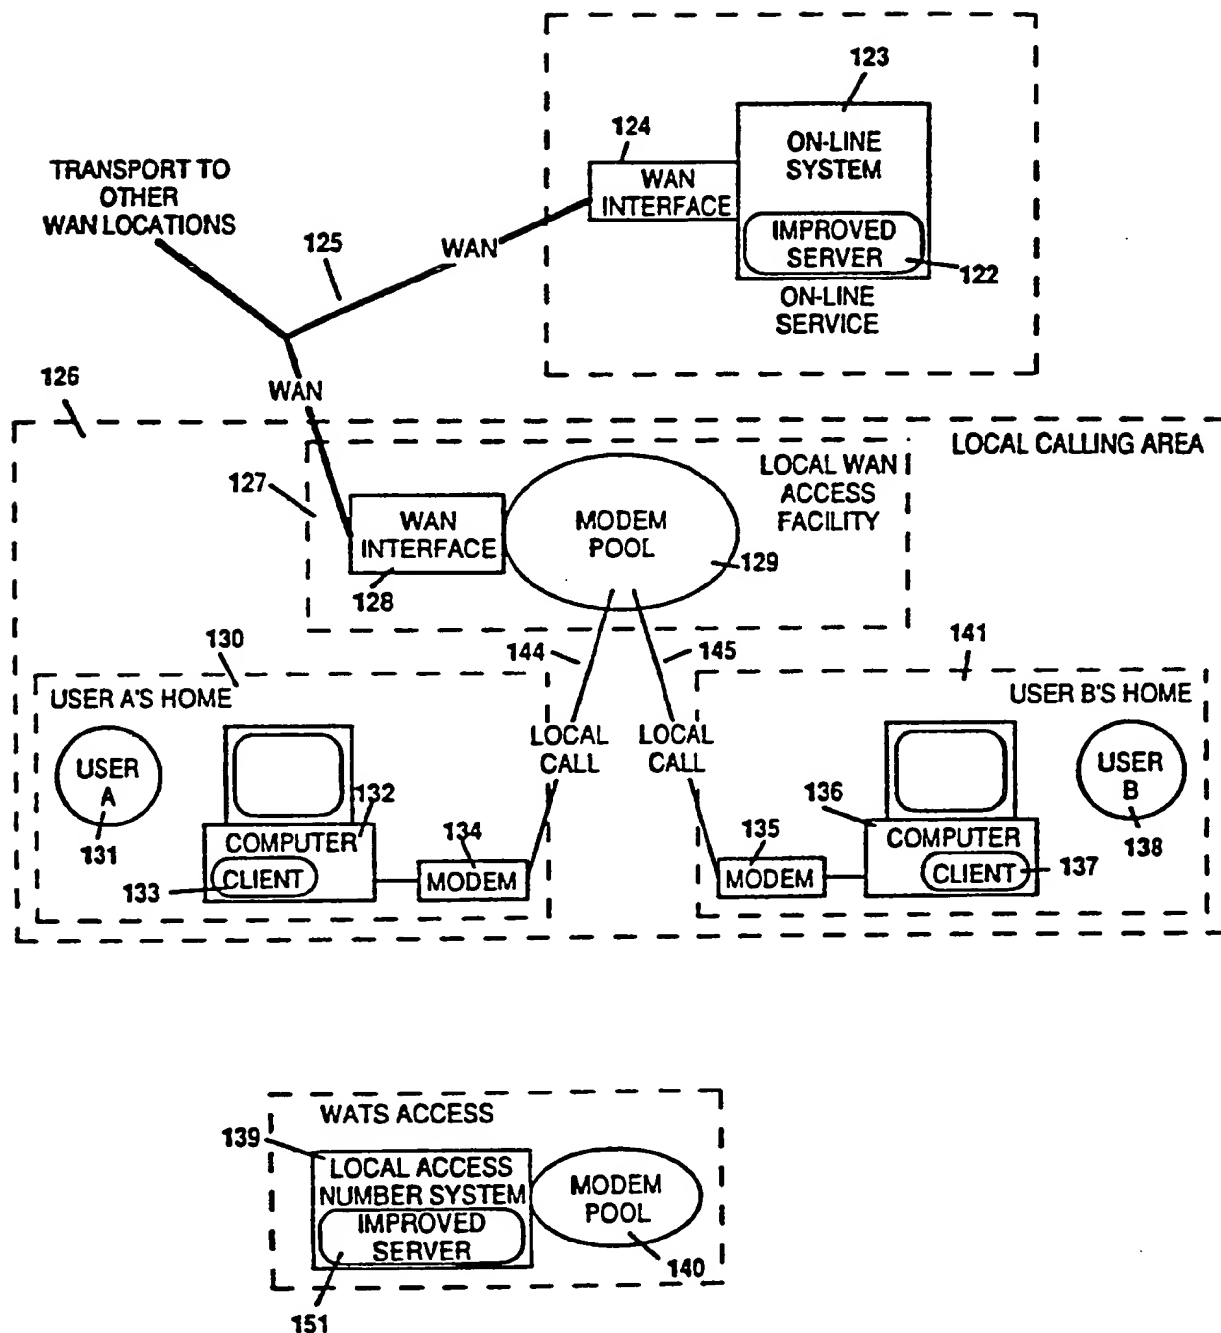 123
124
ON-LINE
SYSTEM
WAN
INTERFACE
IMPROVED
SERVER
122
ON-LINE
SERVICE
TRANSPORT TO
OTHER
WAN LOCATIONS
125
WAN
WAN
126
LOCAL CALLING AREA
127
LOCAL WAN
ACCESS
FACILITY
WAN
INTERFACE
128
MODEM
POOL
129
130
144
145
141
USER A'S HOME
USER B'S HOME
LOCAL
CALL
LOCAL
CALL
USER
A
131
132
COMPUTER
133
CLIENT
134
MODEM
135
MODEM
136
COMPUTER
CLIENT
137
USER
B
138
WATS ACCESS
139
LOCAL ACCESS
NUMBER SYSTEM
IMPROVED
SERVER
151
MODEM
POOL
140